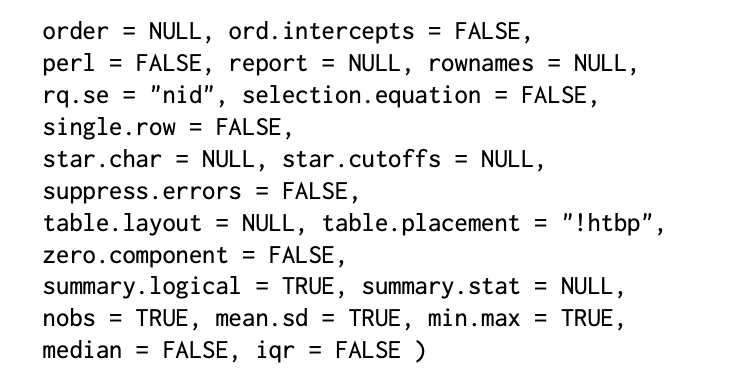 order = NULL, ord.intercepts = FALSE,
perl = FALSE, report = NULL, rownames = NULL,
rq.se = "nid", selection.equation = FALSE,
single.row = FALSE,
star.char = NULL, star.cutoffs = NULL,
suppress.errors = FALSE,
table.layout = NULL, table.placement = "!htbp",
zero.component = FALSE,
summary.logical = TRUE, summary.stat = NULL,
nobs = TRUE, mean.sd = TRUE, min.max = TRUE,
median = FALSE, iqr = FALSE )